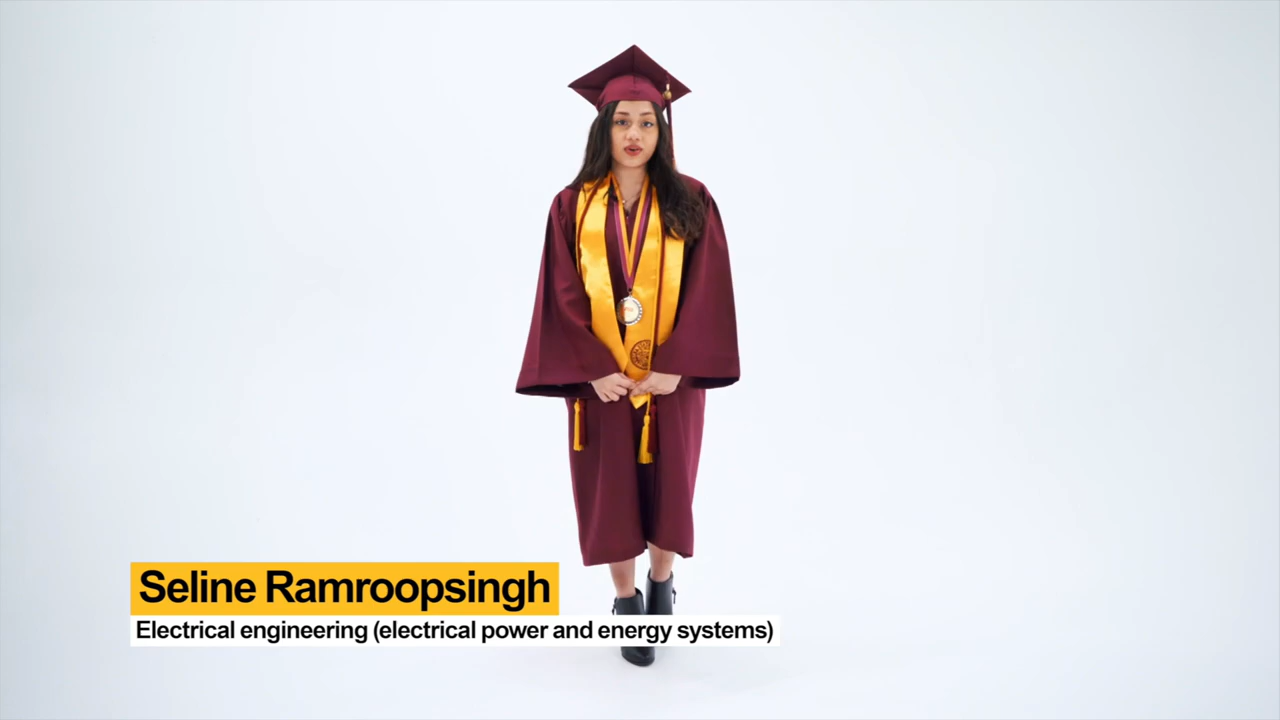 Seline Ramroopsingh
Electrical engineering (electrical power and energy systems)